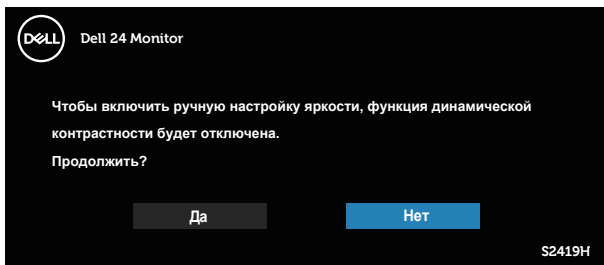 DELL
Dell 24 Monitor
Чтобы включить ручную настройку яркости, функция динамической
контрастности будет отключена.
Продолжить?
Да Нет
S2419H